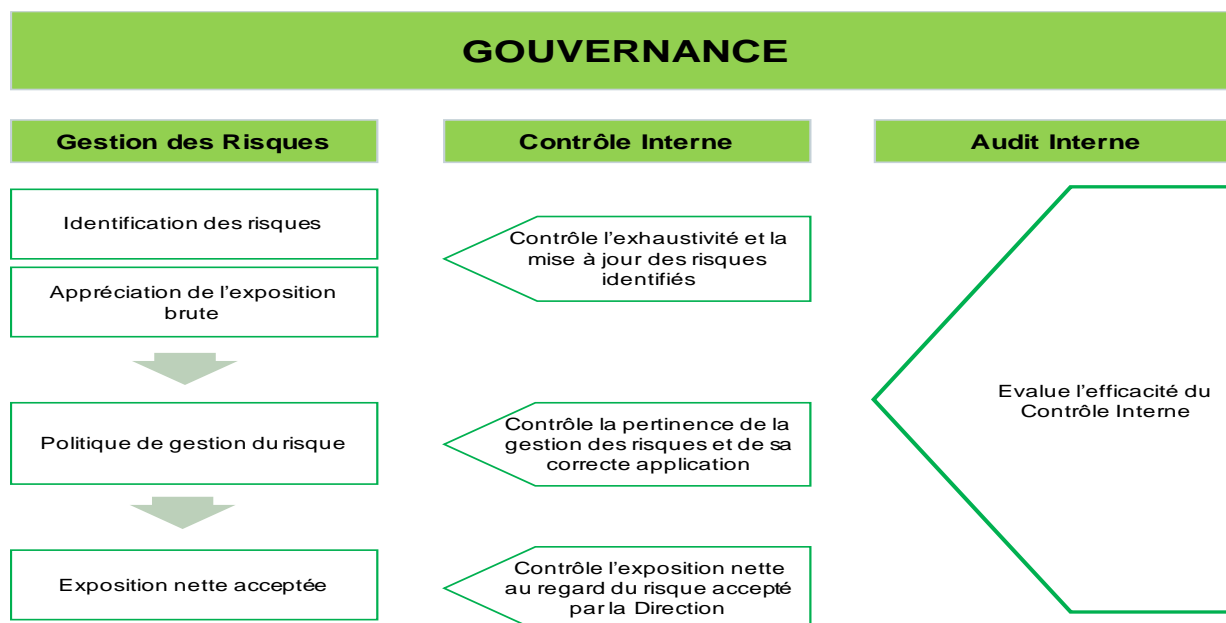 GOUVERNANCE
Gestion des Risques
Contrôle Interne
Audit Interne
Identification des risques
Appréciation de l'exposition
brute
Contrôle l'exhaustivité et la
mise à jour des risques
identifiés
Politique de gestion du risque
Contrôle la pertinence de la
gestion des risques et de sa
correcte application
Exposition nette acceptée
Contrôle l'exposition nette
au regard du risque accepté
par la Direction
Evalue l'efficacité du
Contrôle Interne